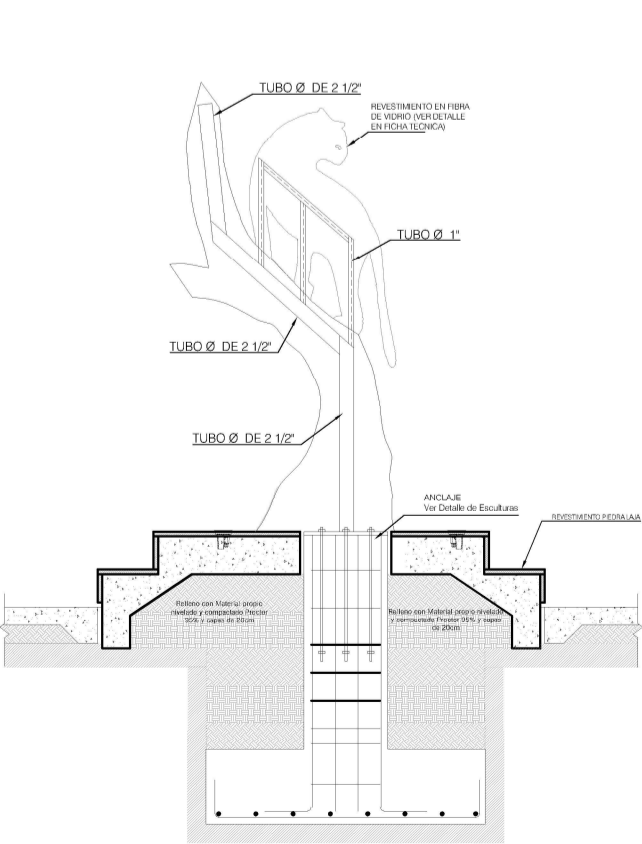 TUBO Ø DE 2 1/2"
REVESTIMIENTO EN FIBRA
DE VIDRIO (VER DETALLE
EN FICHA TECNICA)
TUBO Ø 1"
TUBO Ø DE 2 1/2"
TUBO Ø DE 2 1/2"
ANCLAJE
Ver Detalle de Esculturas
REVESTIMIENTO PIEDRA LAJA
Relleno con Material propio
nivelado y compactado Proctor
95% y capas de 20cm
Relleno con Material propio nivelado
y compactado Proctor 95% y capas
de 20cm